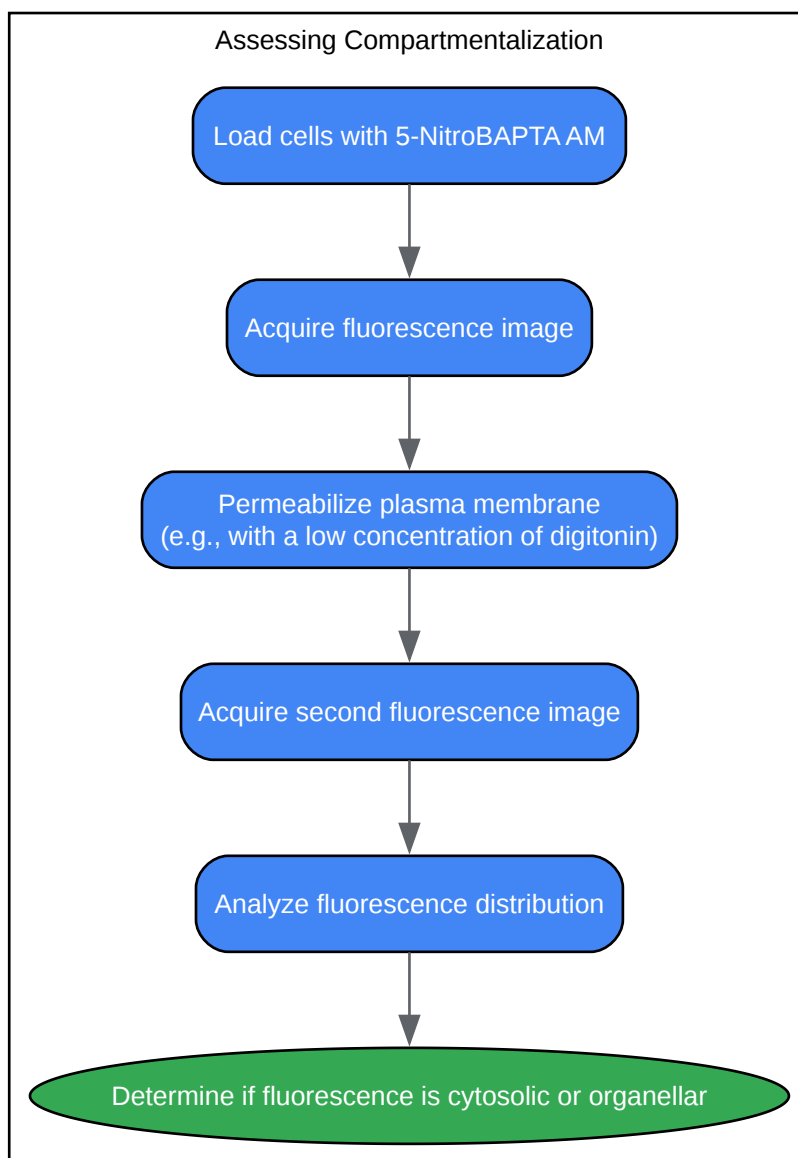 Assessing Compartmentalization
Load cells with 5-NitroBAPTA AM
Acquire fluorescence image
Permeabilize plasma membrane
(e.g., with a low concentration of digitonin)
Acquire second fluorescence image
Analyze fluorescence distribution
Determine if fluorescence is cytosolic or organellar